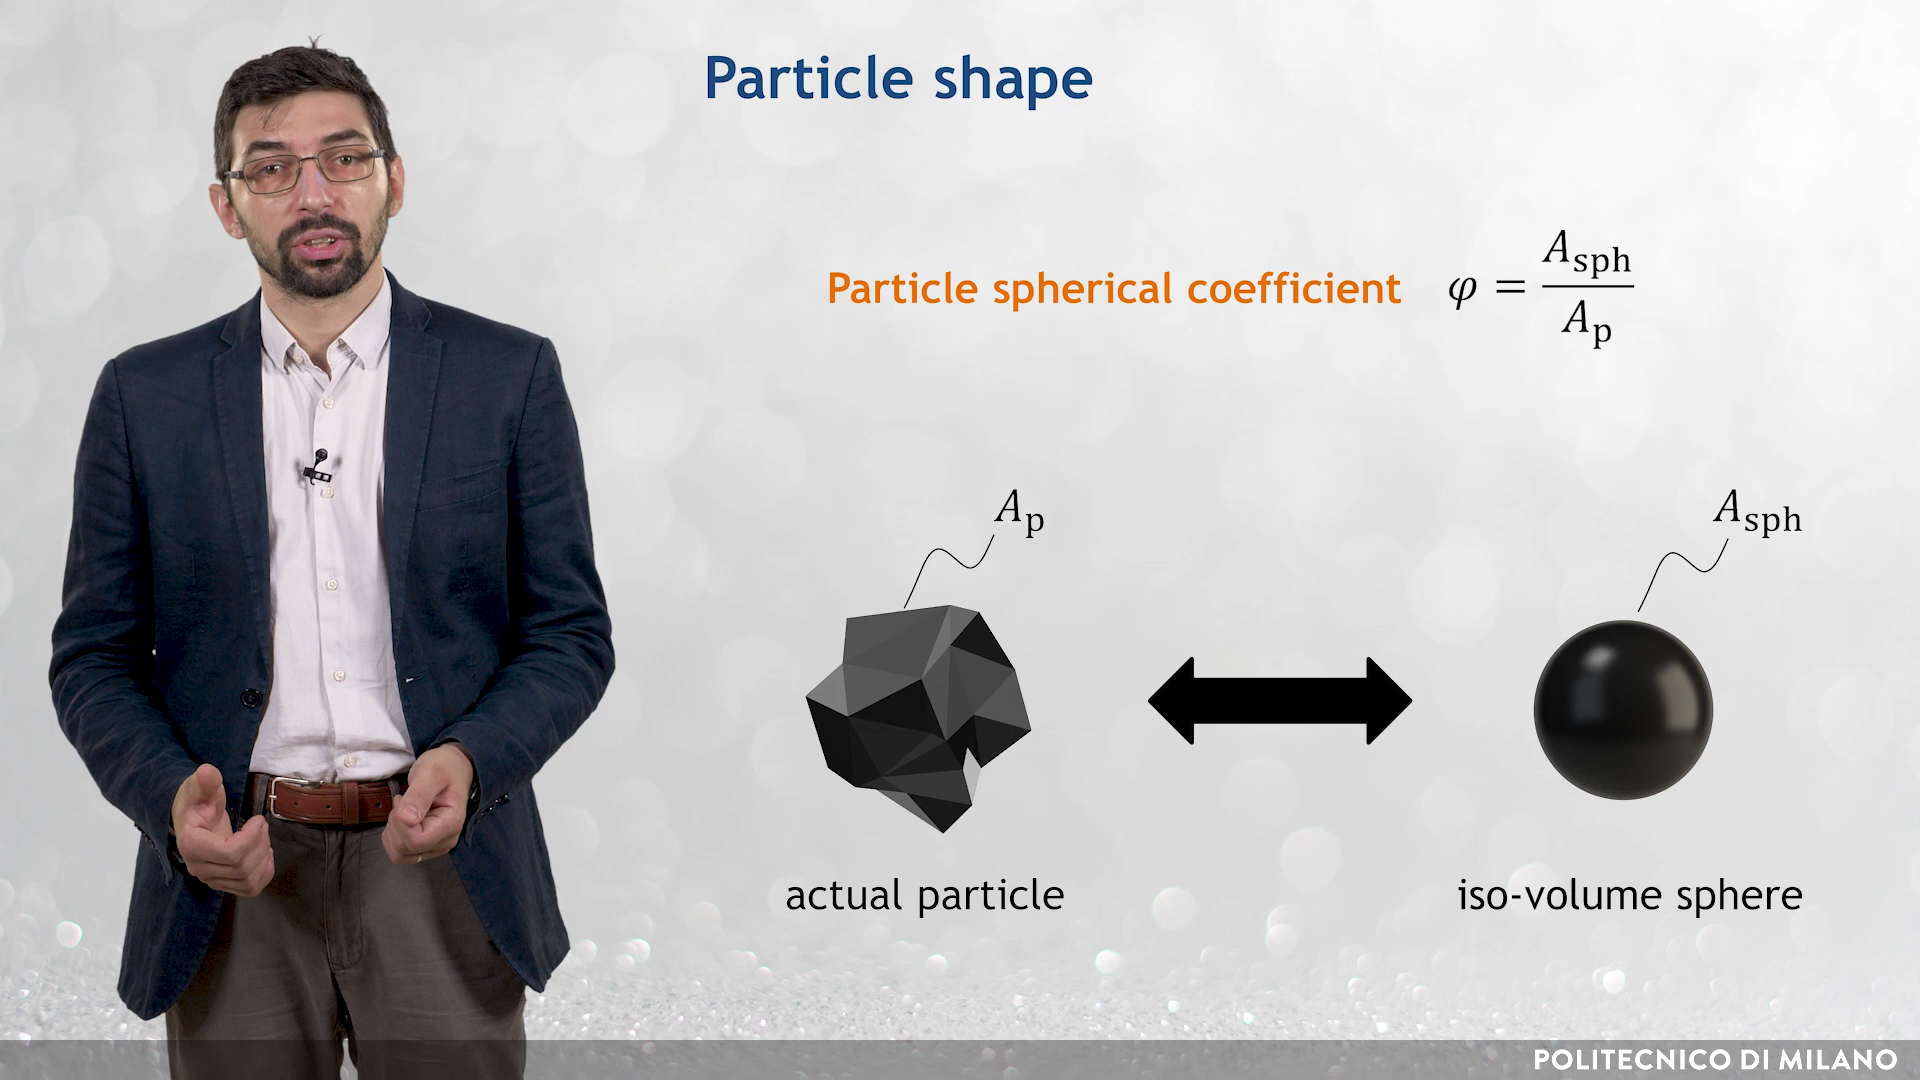 Particle shape
Particle spherical coefficient φ = A_sph / A_p
A_p
A_sph
actual particle
iso-volume sphere
POLITECNICO DI MILANO